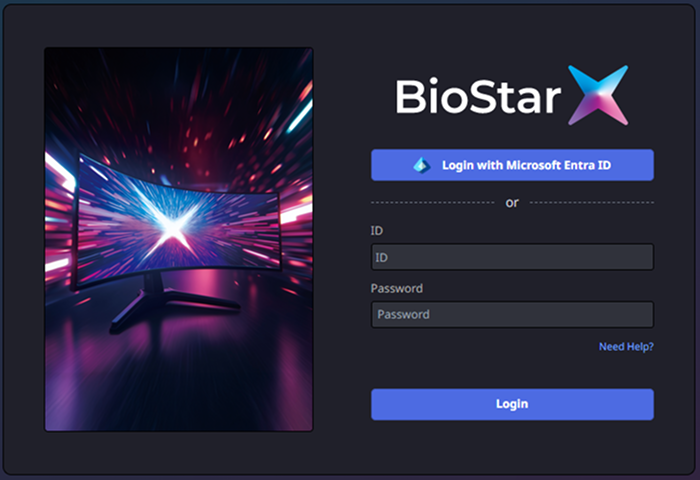 BioStar X
Login with Microsoft Entra ID
or
ID
ID
Password
Password
Need Help?
Login